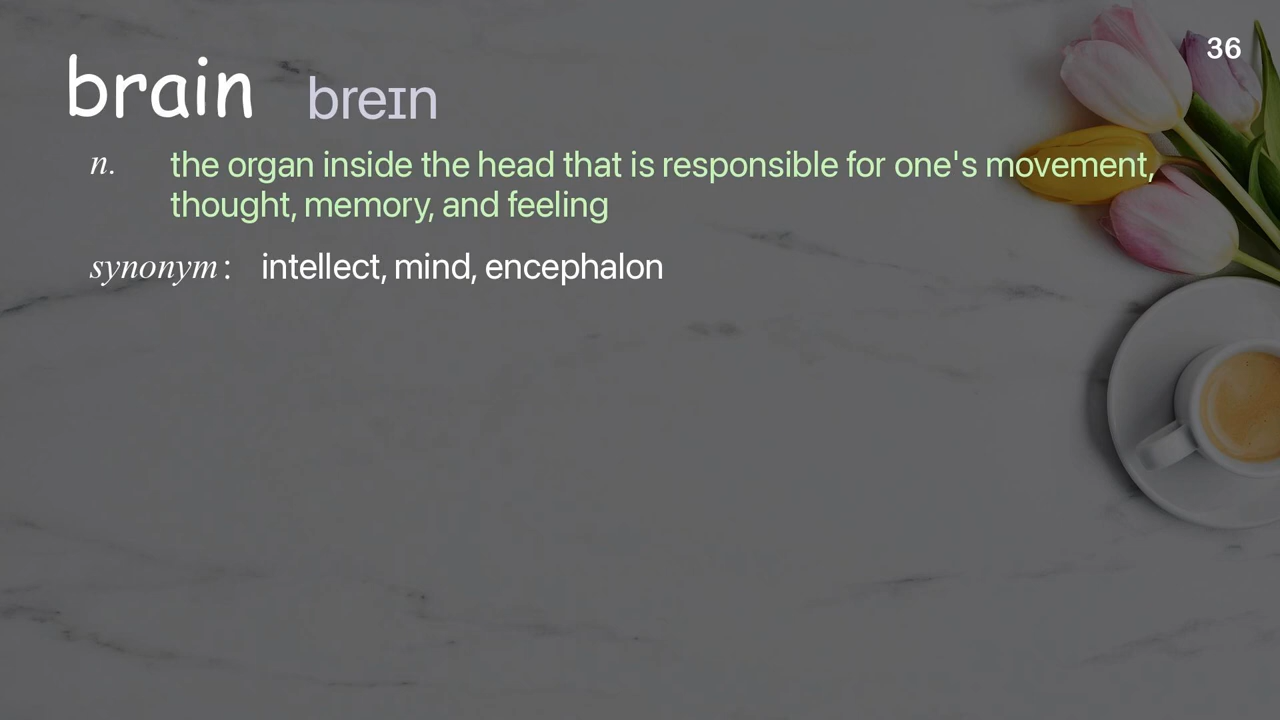 36
brain breɪn
n. the organ inside the head that is responsible for one's movement,
thought, memory, and feeling
synonym: intellect, mind, encephalon